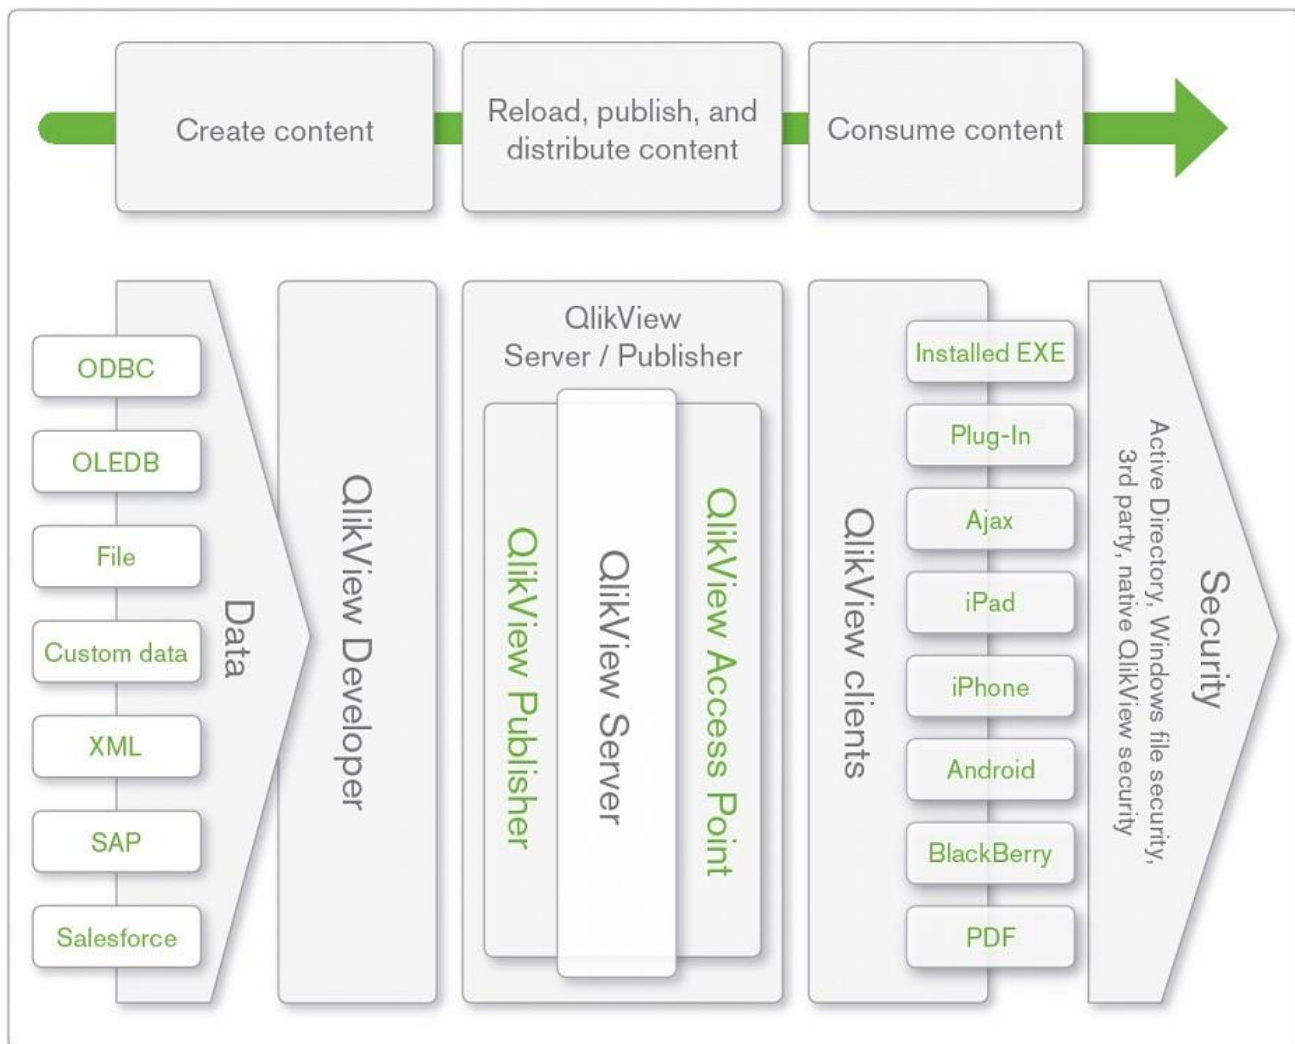 Create content
Reload, publish, and
distribute content
Consume content
ODBC
OLEDB
File
Custom data
XML
SAP
Salesforce
Data
QlikView Developer
QlikView
Server / Publisher
QlikView Publisher
QlikView Server
QlikView Access Point
QlikView clients
Installed EXE
Plug-In
Ajax
iPad
iPhone
Android
BlackBerry
PDF
Security
Active Directory, Windows file security,
3rd party, native QlikView security